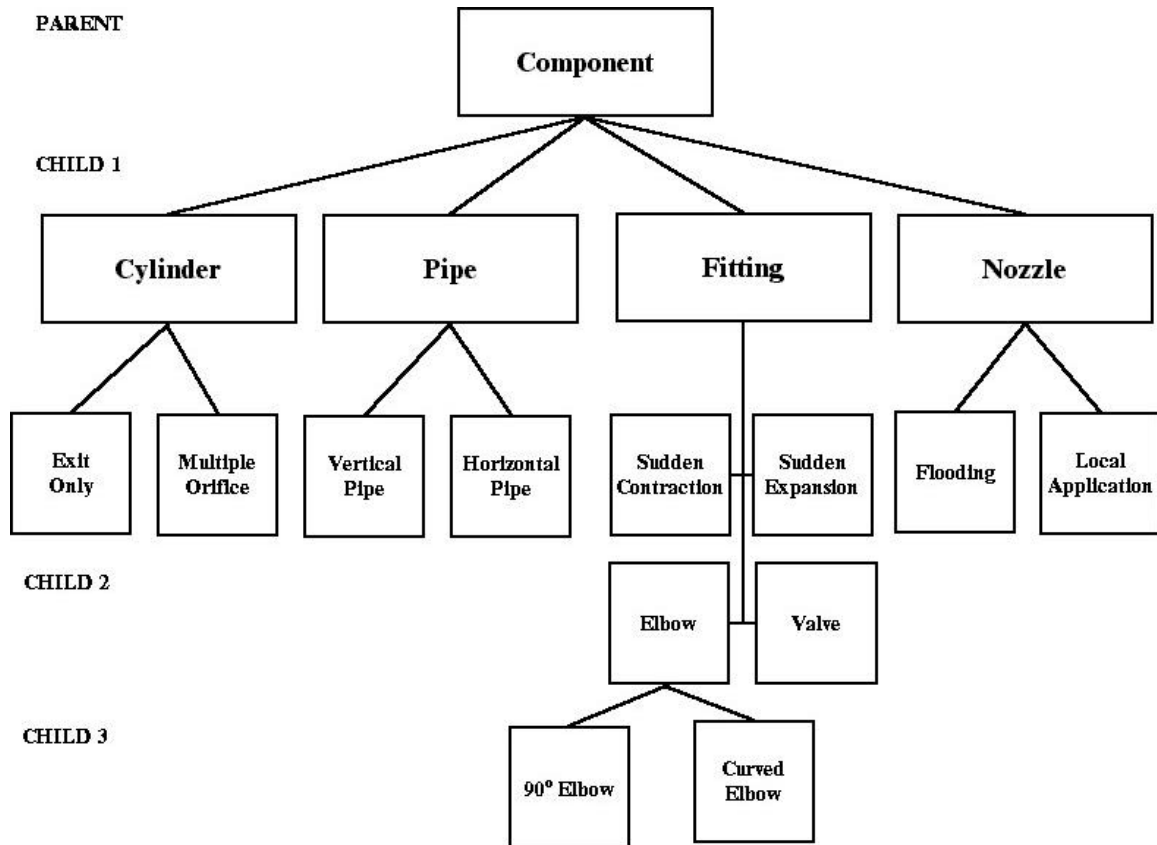 PARENT
Component
CHILD 1
Cylinder
Pipe
Fitting
Nozzle
Exit
Only
Multiple
Orifice
Vertical
Pipe
Horizontal
Pipe
Sudden
Contraction
Sudden
Expansion
Flooding
Local
Application
CHILD 2
Elbow
Valve
CHILD 3
90° Elbow
Curved
Elbow